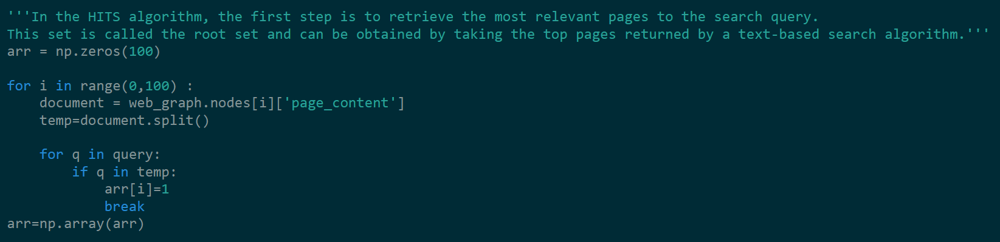 '''In the HITS algorithm, the first step is to retrieve the most relevant pages to the search query.
This set is called the root set and can be obtained by taking the top pages returned by a text-based search algorithm.'''
arr = np.zeros(100)
for i in range(0,100) :
    document = web_graph.nodes[i]['page_content']
    temp=document.split()
    for q in query:
        if q in temp:
            arr[i]=1
            break
arr=np.array(arr)